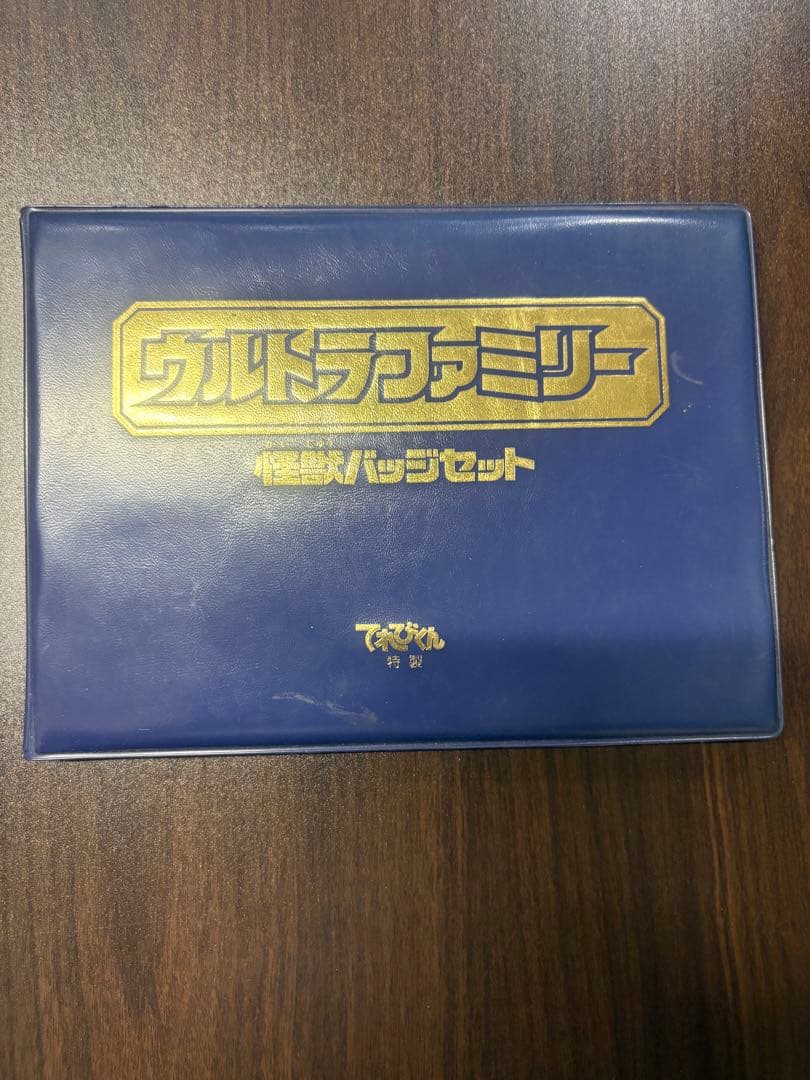 ウルトラファミリー
怪獣バッジセット
てれびくん
特製